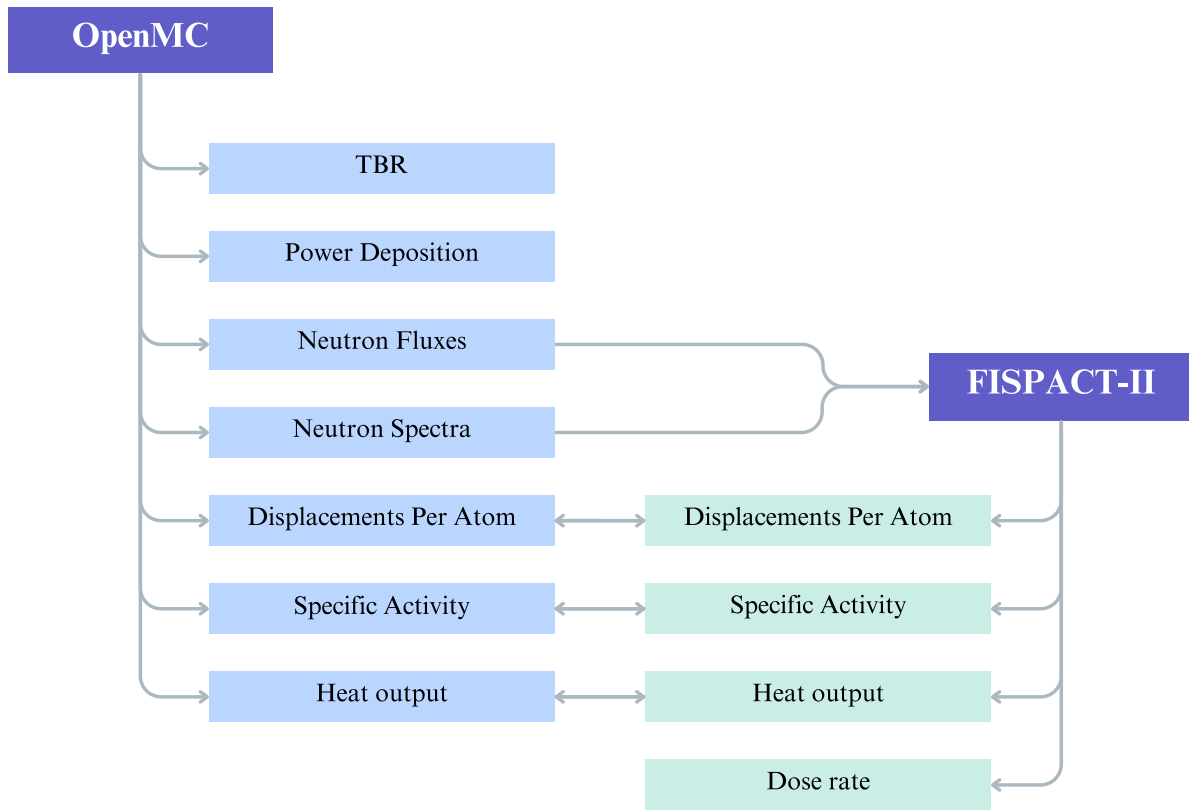 OpenMC
TBR
Power Deposition
Neutron Fluxes
FISPACT-II
Neutron Spectra
Displacements Per Atom
Displacements Per Atom
Specific Activity
Specific Activity
Heat output
Heat output
Dose rate